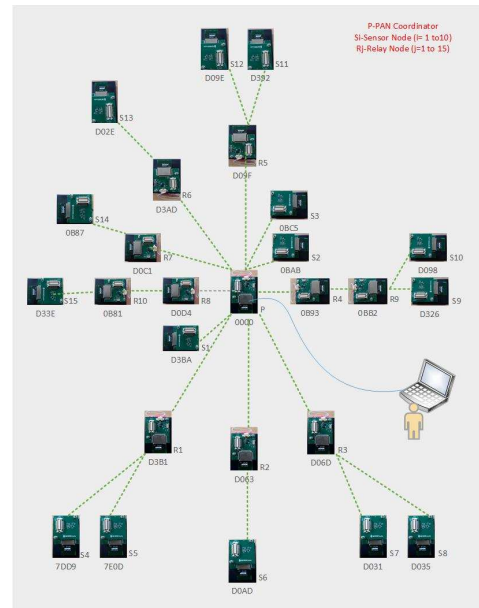 P-PAN Coordinator
Si-Sensor Node (i= 1 to10)
Rj-Relay Node (j=1 to 15)
S12
S11
D09E
D392
S13
D02E
R5
D09F
R6
D3AD
S14
0B87
S3
0BC5
R7
D0C1
S2
0BAB
S10
D098
S15
D33E
R10
0B81
R8
D0D4
P
0000
R4
0B93
R9
0BB2
S9
D326
S1
D3BA
R1
D3B1
R2
D063
R3
D06D
S4
7DD9
S5
7E0D
S6
D0AD
S7
D031
S8
D035